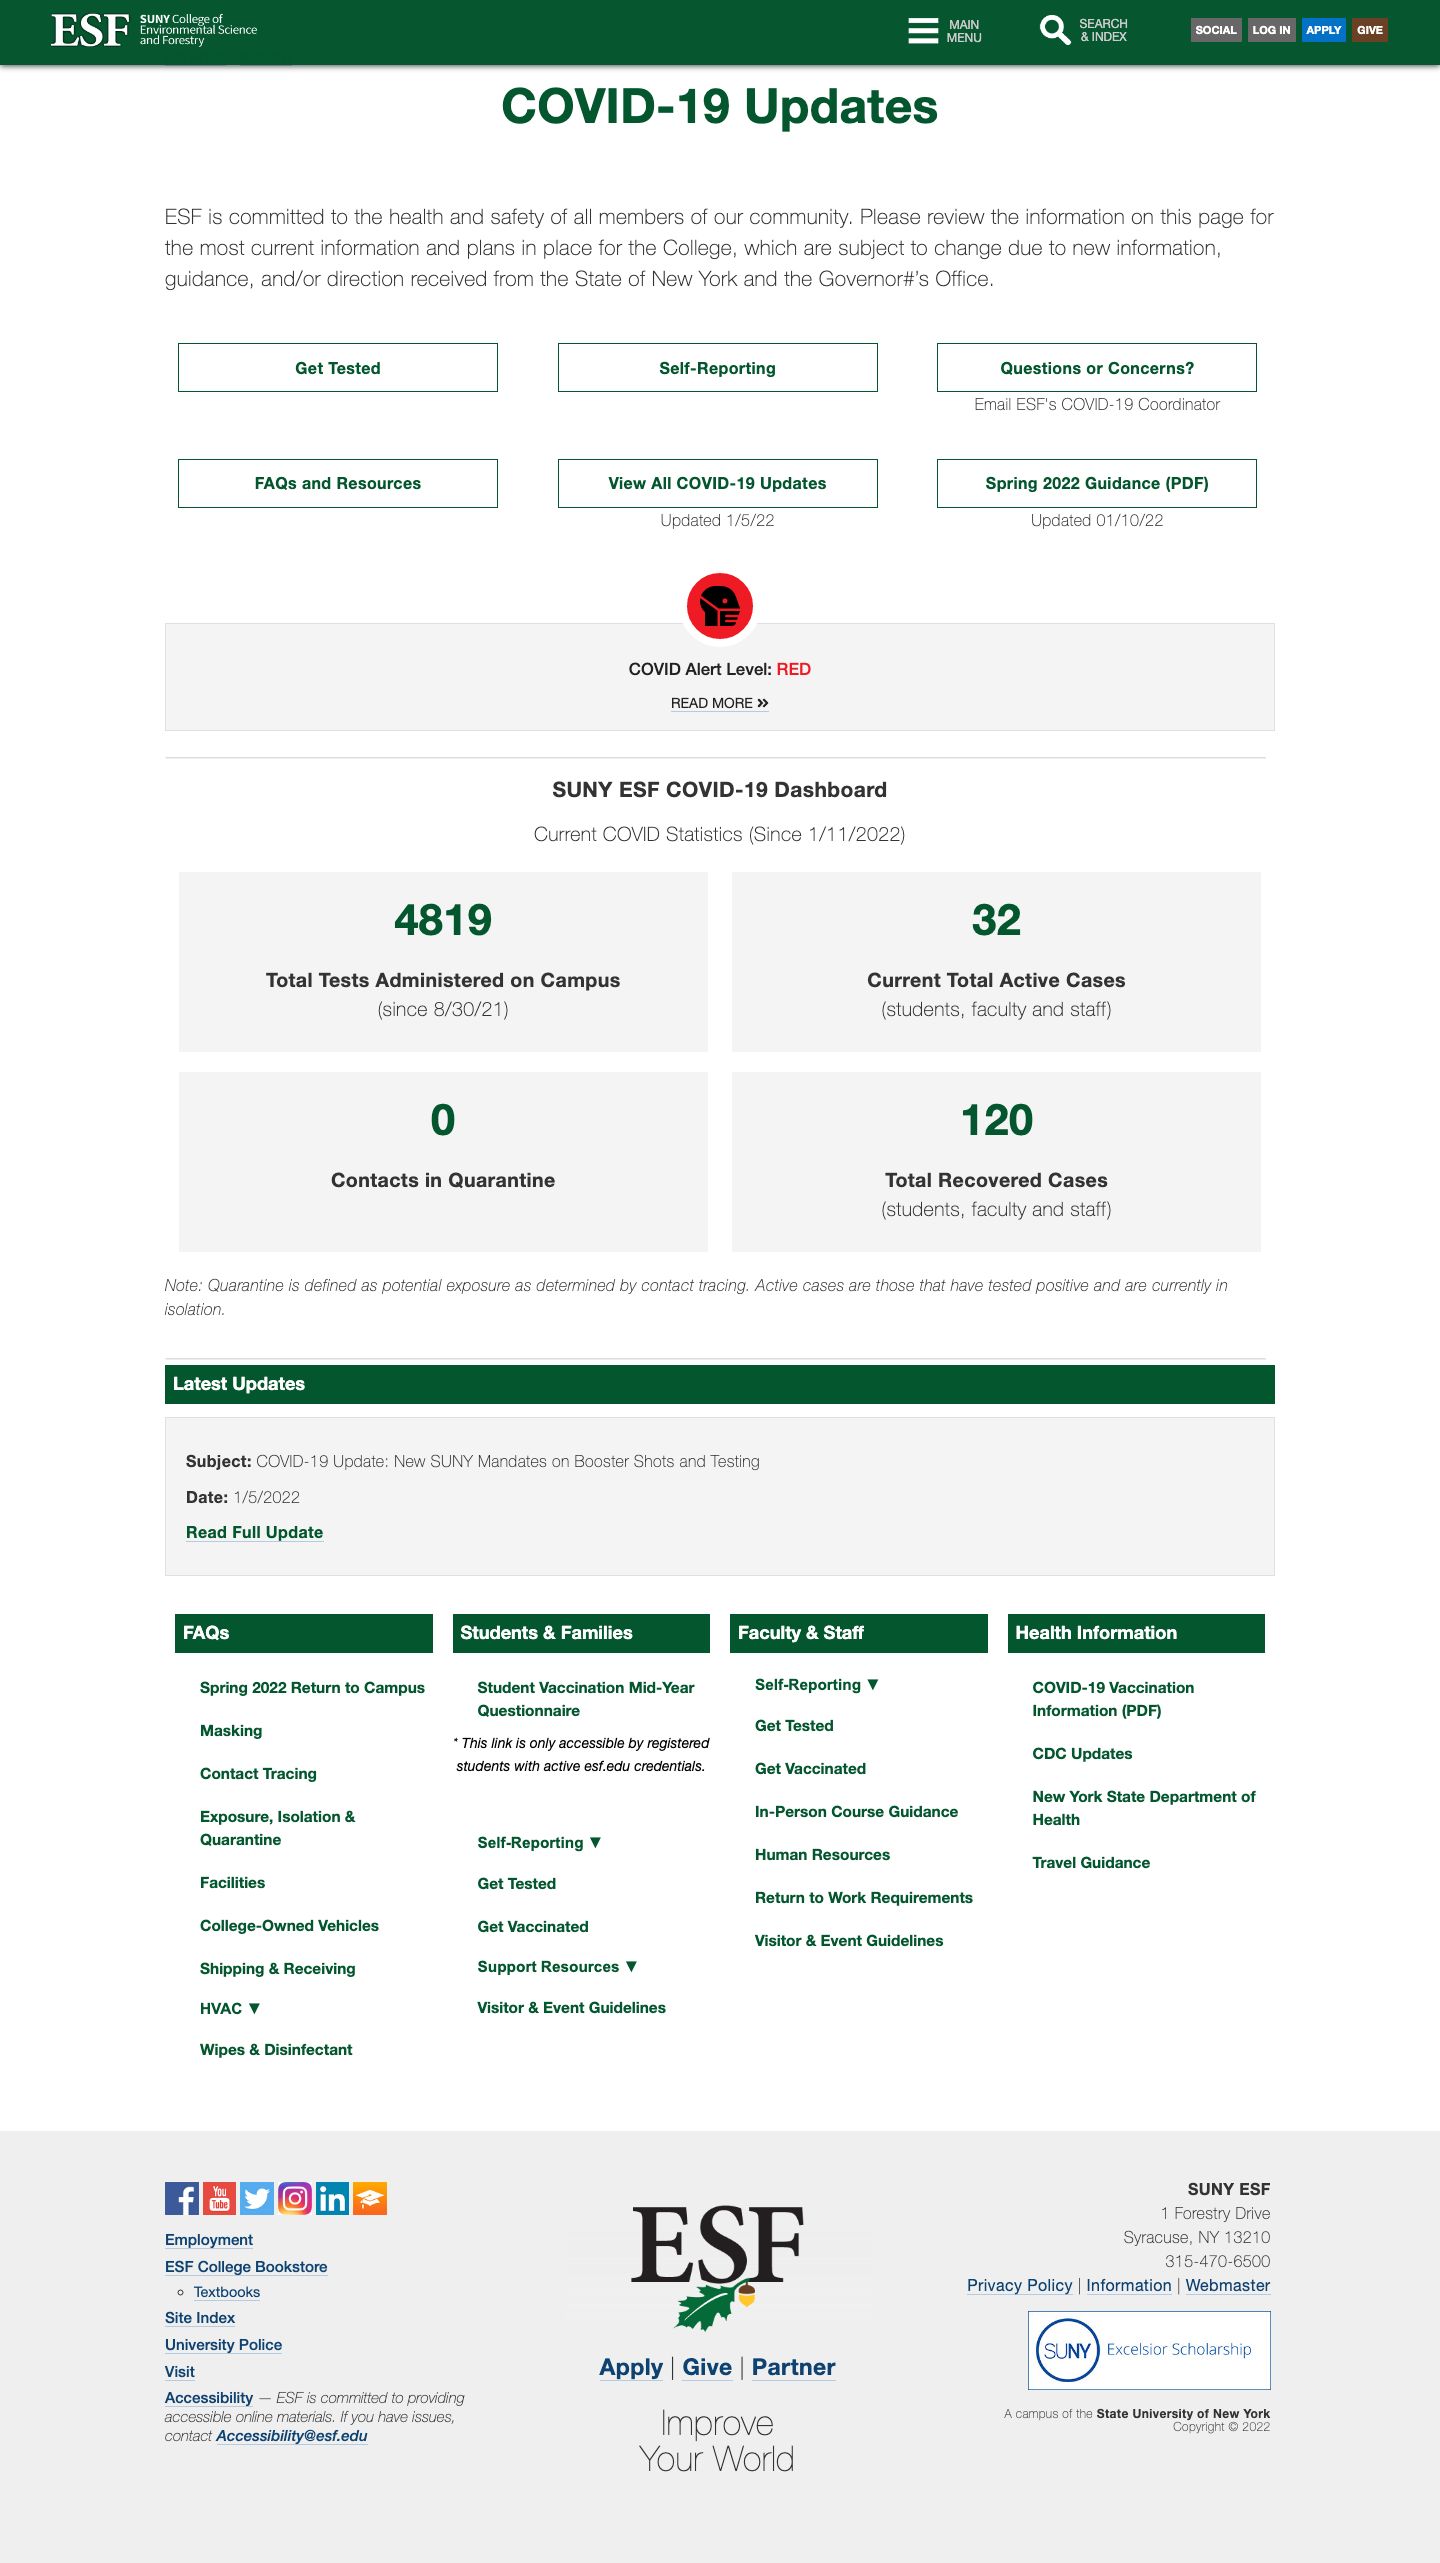 ESF SUNY College of
Environmental Science
and Forestry
MAIN
MENU
SEARCH
& INDEX
SOCIAL LOG IN APPLY GIVE
COVID-19 Updates
ESF is committed to the health and safety of all members of our community. Please review the information on this page for
the most current information and plans in place for the College, which are subject to change due to new information,
guidance, and/or direction received from the State of New York and the Governor#’s Office.
Get Tested
Self-Reporting
Questions or Concerns?
Email ESF's COVID-19 Coordinator
FAQs and Resources
View All COVID-19 Updates
Updated 1/5/22
Spring 2022 Guidance (PDF)
Updated 01/10/22
COVID Alert Level: RED
READ MORE »
SUNY ESF COVID-19 Dashboard
Current COVID Statistics (Since 1/11/2022)
4819
Total Tests Administered on Campus
(since 8/30/21)
32
Current Total Active Cases
(students, faculty and staff)
0
Contacts in Quarantine
120
Total Recovered Cases
(students, faculty and staff)
Note: Quarantine is defined as potential exposure as determined by contact tracing. Active cases are those that have tested positive and are currently in
isolation.
Latest Updates
Subject: COVID-19 Update: New SUNY Mandates on Booster Shots and Testing
Date: 1/5/2022
Read Full Update
FAQs
Spring 2022 Return to Campus
Masking
Contact Tracing
Exposure, Isolation &
Quarantine
Facilities
College-Owned Vehicles
Shipping & Receiving
HVAC ▼
Wipes & Disinfectant
Students & Families
Student Vaccination Mid-Year
Questionnaire
* This link is only accessible by registered
students with active esf.edu credentials.
Self-Reporting ▼
Get Tested
Get Vaccinated
Support Resources ▼
Visitor & Event Guidelines
Faculty & Staff
Self-Reporting ▼
Get Tested
Get Vaccinated
In-Person Course Guidance
Human Resources
Return to Work Requirements
Visitor & Event Guidelines
Health Information
COVID-19 Vaccination
Information (PDF)
CDC Updates
New York State Department of
Health
Travel Guidance
You
Tube
Employment
ESF College Bookstore
Textbooks
Site Index
University Police
Visit
Accessibility — ESF is committed to providing
accessible online materials. If you have issues,
contact Accessibility@esf.edu
ESF
Apply | Give | Partner
Improve
Your World
SUNY ESF
1 Forestry Drive
Syracuse, NY 13210
315-470-6500
Privacy Policy | Information | Webmaster
SUNY Excelsior Scholarship
A campus of the State University of New York
Copyright © 2022